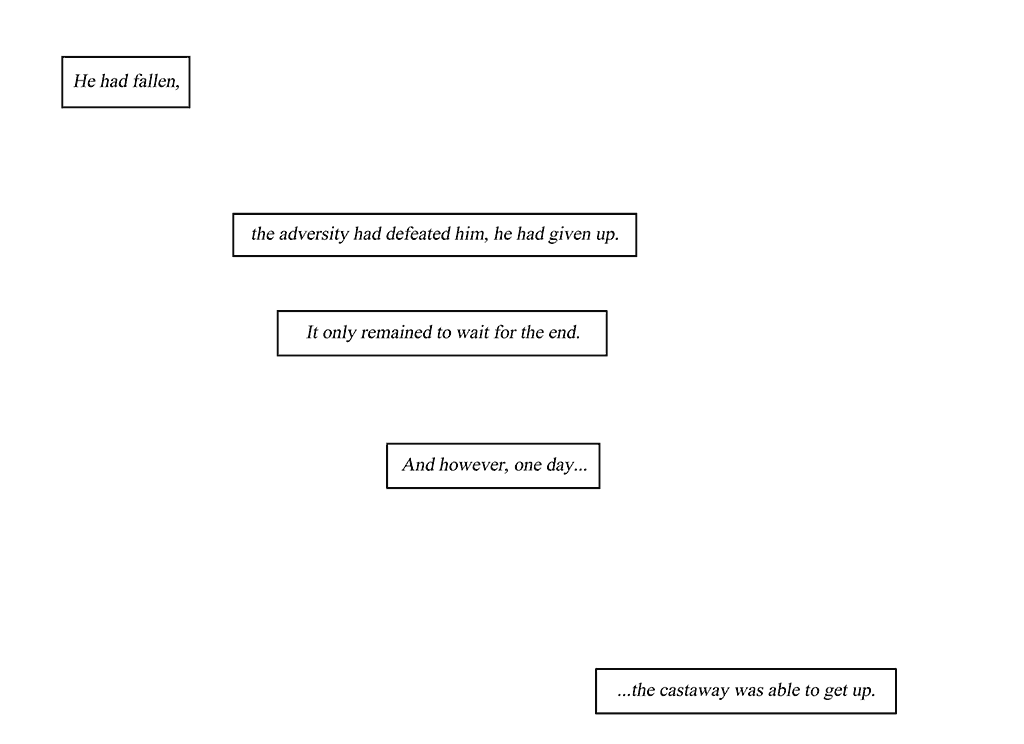 He had fallen,
the adversity had defeated him, he had given up.
It only remained to wait for the end.
And however, one day...
...the castaway was able to get up.